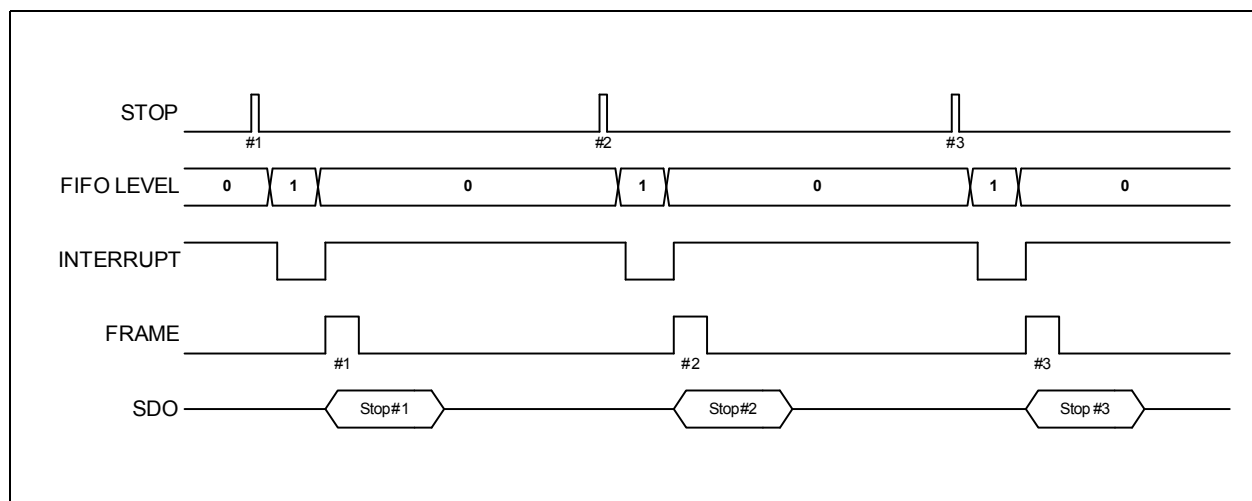 STOP
#1 #2 #3
FIFO LEVEL 0 1 0 1 0 1 0
INTERRUPT
FRAME
#1 #2 #3
SDO Stop#1 Stop#2 Stop #3